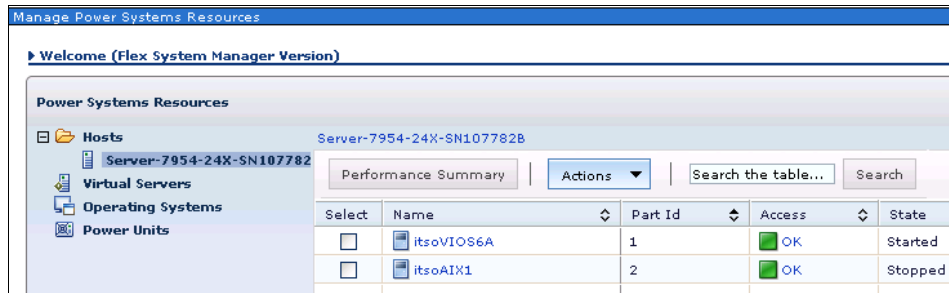 Manage Power Systems Resources
Welcome (Flex System Manager Version)
Power Systems Resources
Hosts
Server-7954-24X-SN107782
Virtual Servers
Operating Systems
Power Units
Server-7954-24X-SN107782B
Performance Summary Actions Search the table... Search
Select Name Part Id Access State
itsoVIOS6A 1 OK Started
itsoAIX1 2 OK Stopped